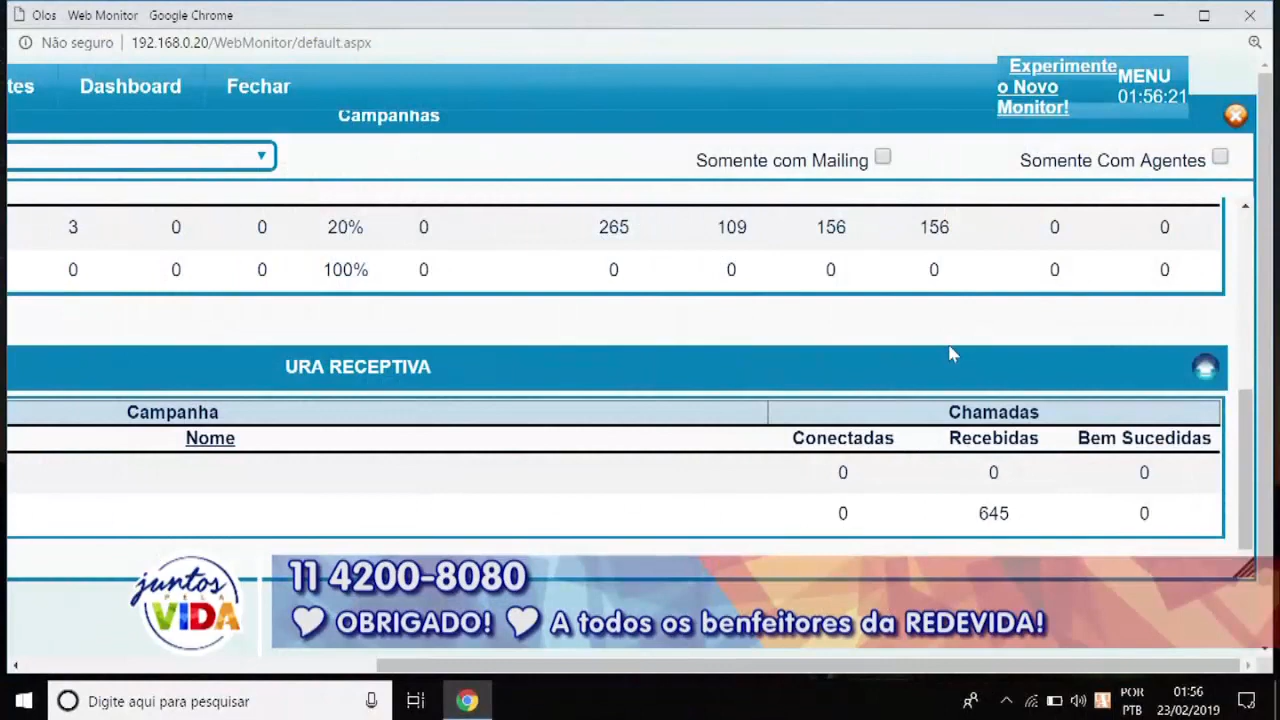 Olos Web Monitor Google Chrome
Não seguro 192.168.0.20/WebMonitor/default.aspx
tes Dashboard Fechar
Experimente
o Novo
Monitor!
MENU
01:56:21
Campanhas
Somente com Mailing Somente Com Agentes
3 0 0 20% 0 265 109 156 156 0 0
0 0 0 100% 0 0 0 0 0 0 0
URA RECEPTIVA
Campanha Chamadas
Nome Conectadas Recebidas Bem Sucedidas
0 0 0
0 645 0
juntos
PELA
VIDA
11 4200-8080
OBRIGADO! A todos os benfeitores da REDEVIDA!
Digite aqui para pesquisar
POR
PTB
01:56
23/02/2019